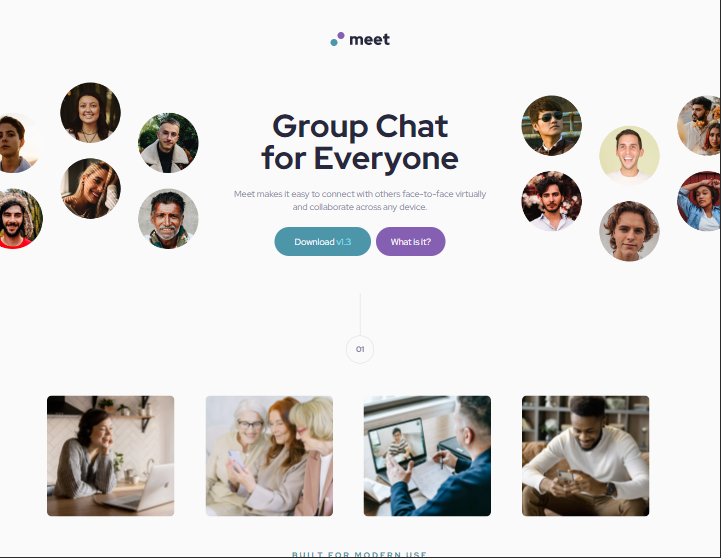 meet
Group Chat
for Everyone
Meet makes it easy to connect with others face-to-face virtually
and collaborate across any device.
Download v1.3
What is it?
01
BUILT FOR MODERN USE